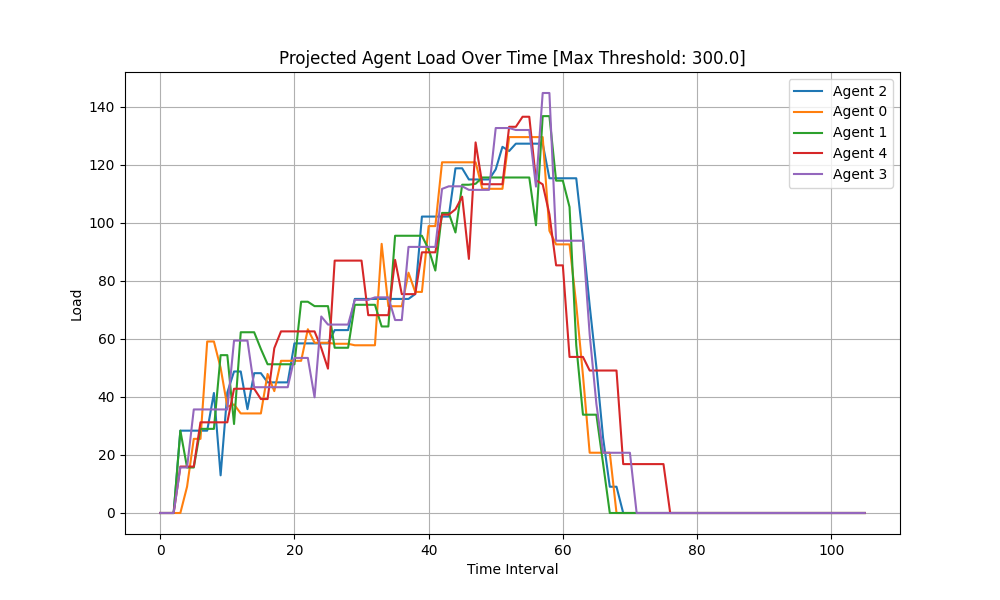 Projected Agent Load Over Time [Max Threshold: 300.0]
Load
140
120
100
80
60
40
20
0
0 20 40 60 80 100
Time Interval
Agent 2
Agent 0
Agent 1
Agent 4
Agent 3